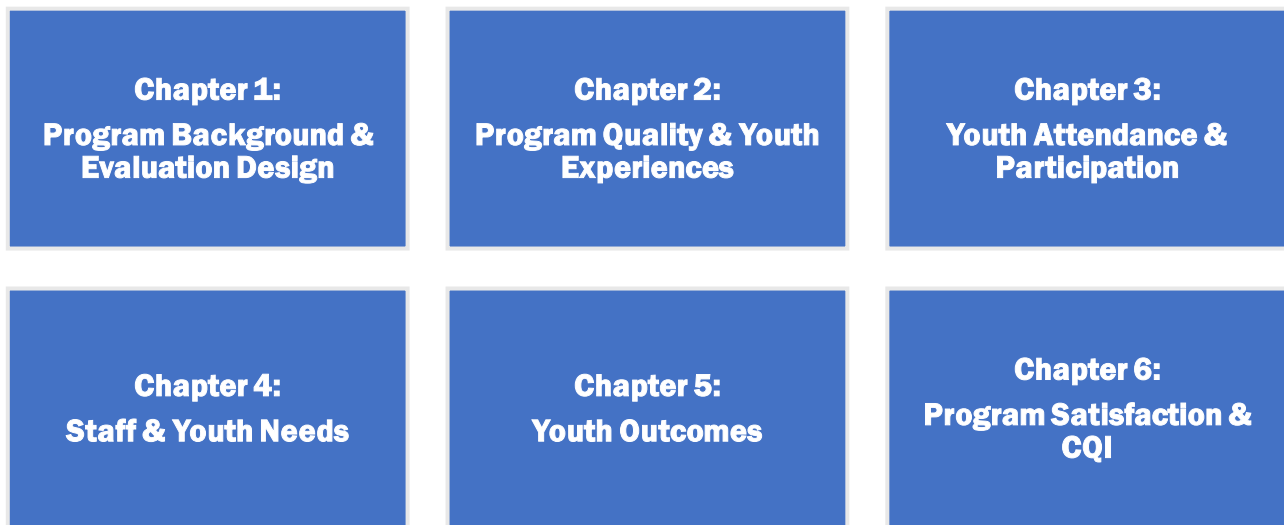 Chapter 1:
Program Background &
Evaluation Design
Chapter 2:
Program Quality & Youth
Experiences
Chapter 3:
Youth Attendance &
Participation
Chapter 4:
Staff & Youth Needs
Chapter 5:
Youth Outcomes
Chapter 6:
Program Satisfaction &
CQI